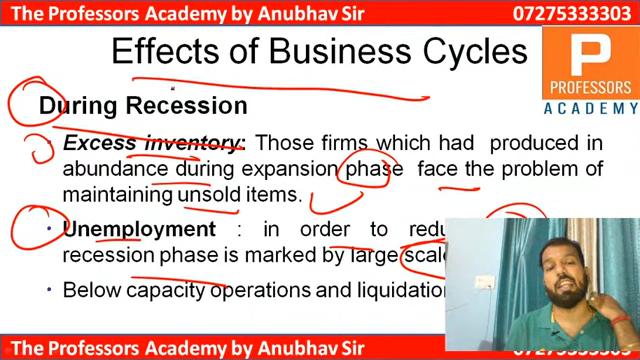 The Professors Academy by Anubhav Sir 07275333303
Effects of Business Cycles
P
PROFESSORS
ACADEMY
During Recession
• Excess inventory: Those firms which had produced in
abundance during expansion phase face the problem of
maintaining unsold items.
• Unemployment : in order to
recession phase is marked by large scale
• Below capacity operations and liquidation
The Professors Academy by Anubhav Sir